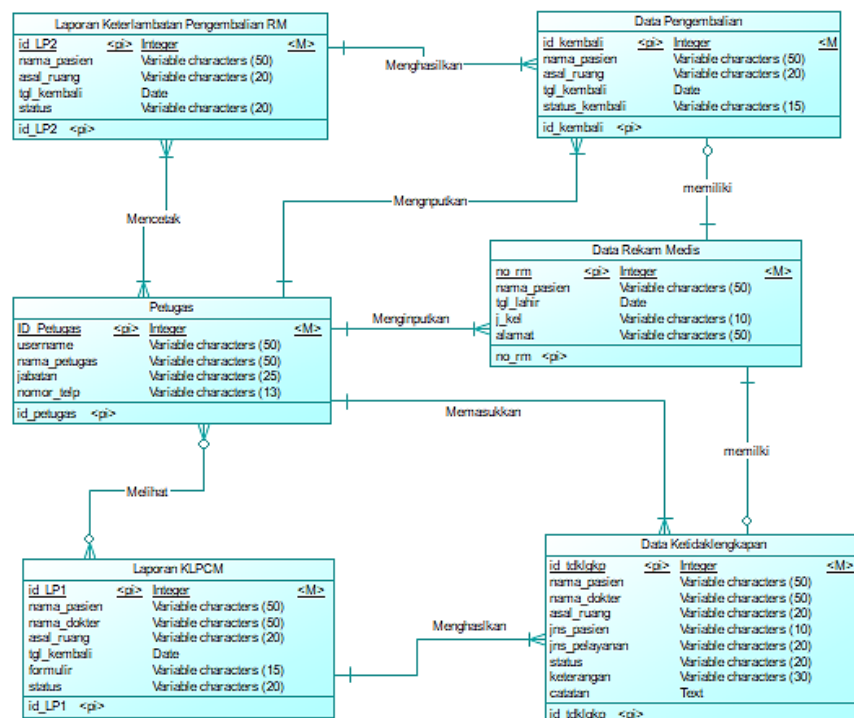 Laporan Keterlambatan Pengembalian RM
id_LP2 <pi> Integer <M>
nama_pasien Variable characters (50)
asal_ruang Variable characters (20)
tgl_kembali Date
status Variable characters (20)
id_LP2 <pi>
Menghasilkan
Data Pengembalian
id_kembali <pi> Integer <M
nama_pasien Variable characters (50)
asal_ruang Variable characters (20)
tgl_kembali Date
status_kembali Variable characters (15)
id_kembali <pi>
Mencetak
Mengnputkan
memiliki
Data Rekam Medis
no_rm <pi> Integer <M>
nama_pasien Variable characters (50)
tgl_lahir Date
j_kel Variable characters (10)
alamat Variable characters (50)
no_rm <pi>
Petugas
ID_Petugas <pi> Integer <M>
username Variable characters (50)
nama_petugas Variable characters (50)
jabatan Variable characters (25)
nomor_telp Variable characters (13)
id_petugas <pi>
Menginputkan
Memasukkan
memilki
Melihat
Laporan KLPCM
id_LP1 <pi> Integer <M>
nama_pasien Variable characters (50)
nama_dokter Variable characters (50)
asal_ruang Variable characters (20)
tgl_kembali Date
formulir Variable characters (15)
status Variable characters (20)
id_LP1 <pi>
Menghaslkan
Data Ketidaklengkapan
id_tdklgkp <pi> Integer <M>
nama_pasien Variable characters (50)
nama_dokter Variable characters (50)
asal_ruang Variable characters (20)
jns_pasien Variable characters (10)
jns_pelayanan Variable characters (20)
status Variable characters (20)
keterangan Variable characters (30)
catatan Text
id_tdklgkp <pi>